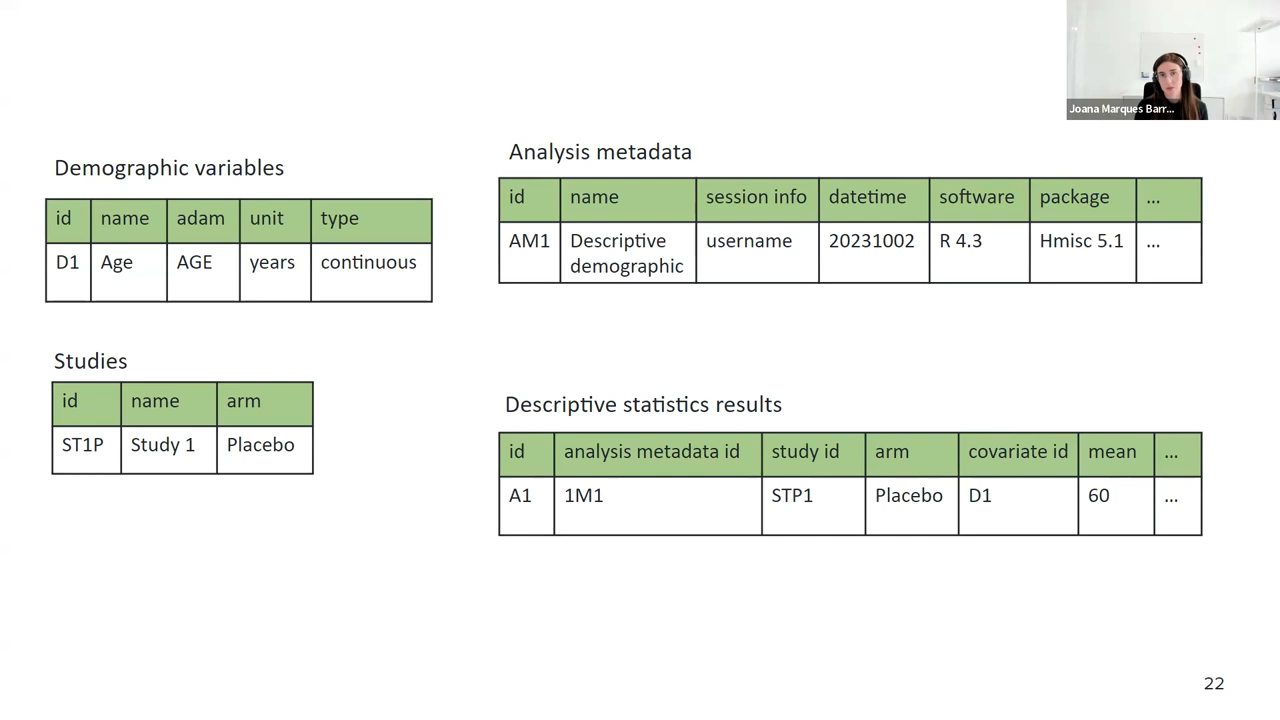 Joana Marques Barr...
Demographic variables
id name adam unit type
D1 Age AGE years continuous
Studies
id name arm
ST1P Study 1 Placebo
Analysis metadata
id name session info datetime software package ...
AM1 Descriptive username 20231002 R 4.3 Hmisc 5.1 ...
demographic
Descriptive statistics results
id analysis metadata id study id arm covariate id mean ...
A1 1M1 STP1 Placebo D1 60 ...
22